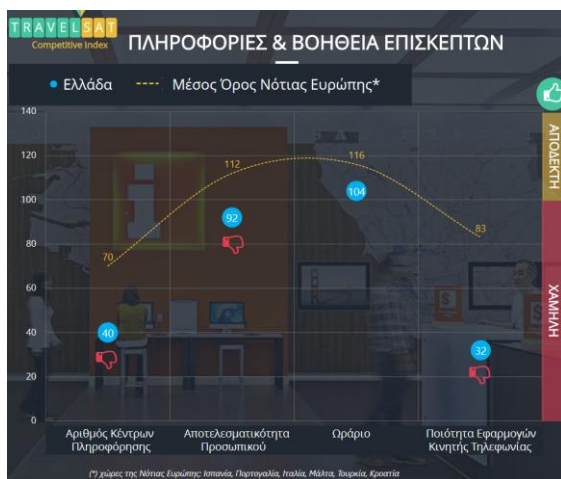 TRAVELSAT
Competitive Index
ΠΛΗΡΟΦΟΡΙΕΣ & ΒΟΗΘΕΙΑ ΕΠΙΣΚΕΠΤΩΝ
Ελλάδα
Μέσος Όρος Νότιας Ευρώπης*
140
120
100
80
60
40
20
0
70
112
116
83
40
92
104
32
ΑΠΟΔΕΚΤΗ
ΧΑΜΗΛΗ
Αριθμός Κέντρων
Πληροφόρησης
Αποτελεσματικότητα
Προσωπικού
Ωράριο
Ποιότητα Εφαρμογών
Κινητής Τηλεφωνίας
(*) χώρες της Νότιας Ευρώπης: Ισπανία, Πορτογαλία, Ιταλία, Μάλτα, Τουρκία, Κροατία